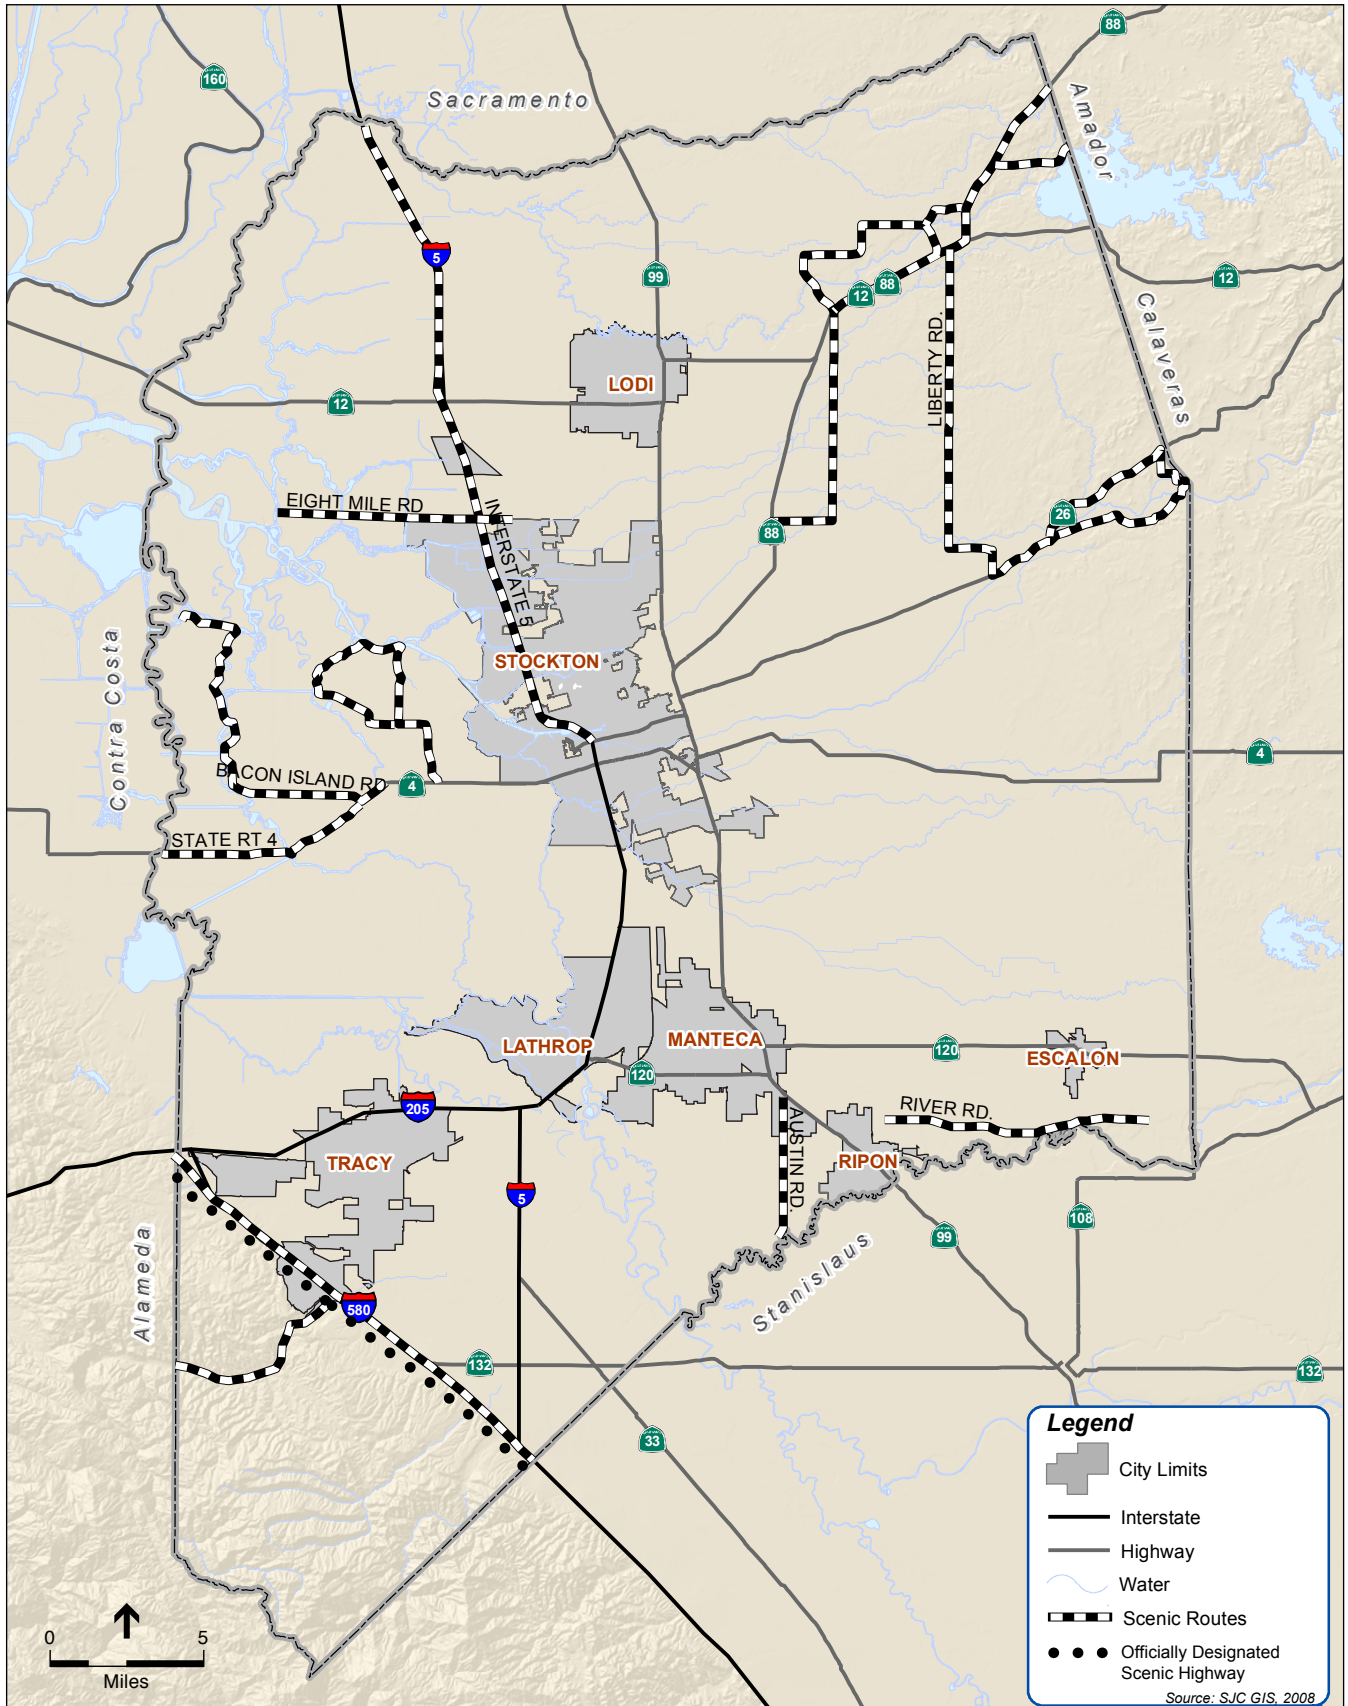 88
160
Sacramento
Amador
5
99
12
88
12
Calaveras
LIBERTY RD.
LODI
12
EIGHT MILE RD
INTERSTATE 5
26
88
Contra Costa
STOCKTON
4
BACON ISLAND RD
4
STATE RT 4
LATHROP
MANTECA
120
120
ESCALON
205
AUSTIN RD.
RIVER RD.
TRACY
RIPON
5
Alameda
108
99
Stanislaus
580
132
132
33
Legend
City Limits
Interstate
Highway
Water
Scenic Routes
Officially Designated
Scenic Highway
Source: SJC GIS, 2008
0 5
Miles